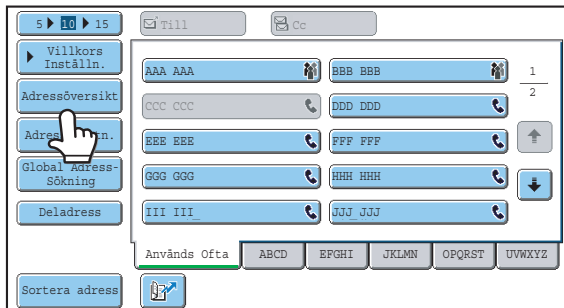 5 10 15
Till
Cc
Villkors
Inställn.
Adressöversikt
Global Adress-
Sökning
Deladress
Sortera adress
AAA AAA
BBB BBB
CCC CCC
DDD DDD
EEE EEE
FFF FFF
GGG GGG
HHH HHH
III III
JJJ JJJ
1
2
Används Ofta
ABCD
EFGHI
JKLMN
OPQRST
UVWXYZ